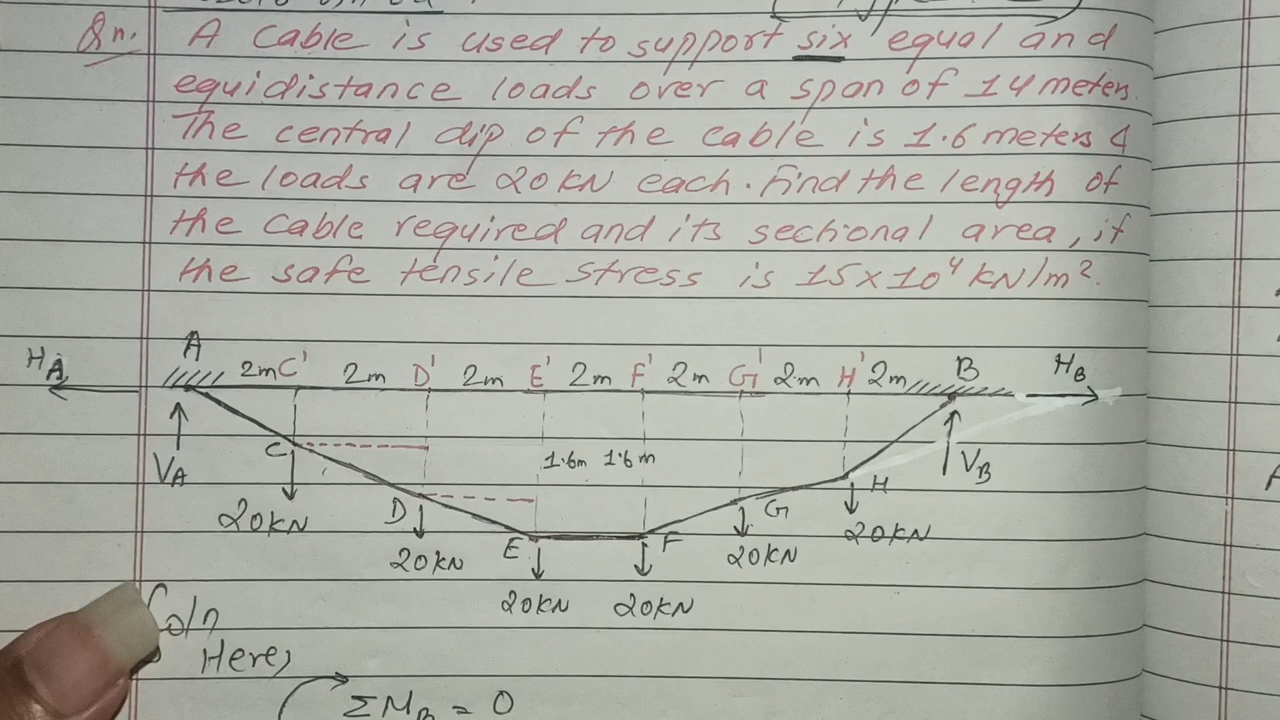 Qn. A cable is used to support six equal and
equidistance loads over a span of 14 meters.
The central dip of the cable is 1.6 meters &
the loads are 20 KN each. Find the length of
the cable required and its sectional area, if
the safe tensile stress is 15 x 10⁴ KN/m².
HA A 2m C' 2m D' 2m E' 2m F' 2m G' 2m H' 2m B HB
VA C 1.6m 1.6m VB
20KN D G H
20KN E F 20KN 20KN
20KN 20KN
Soln
Here,
ΣMB = 0